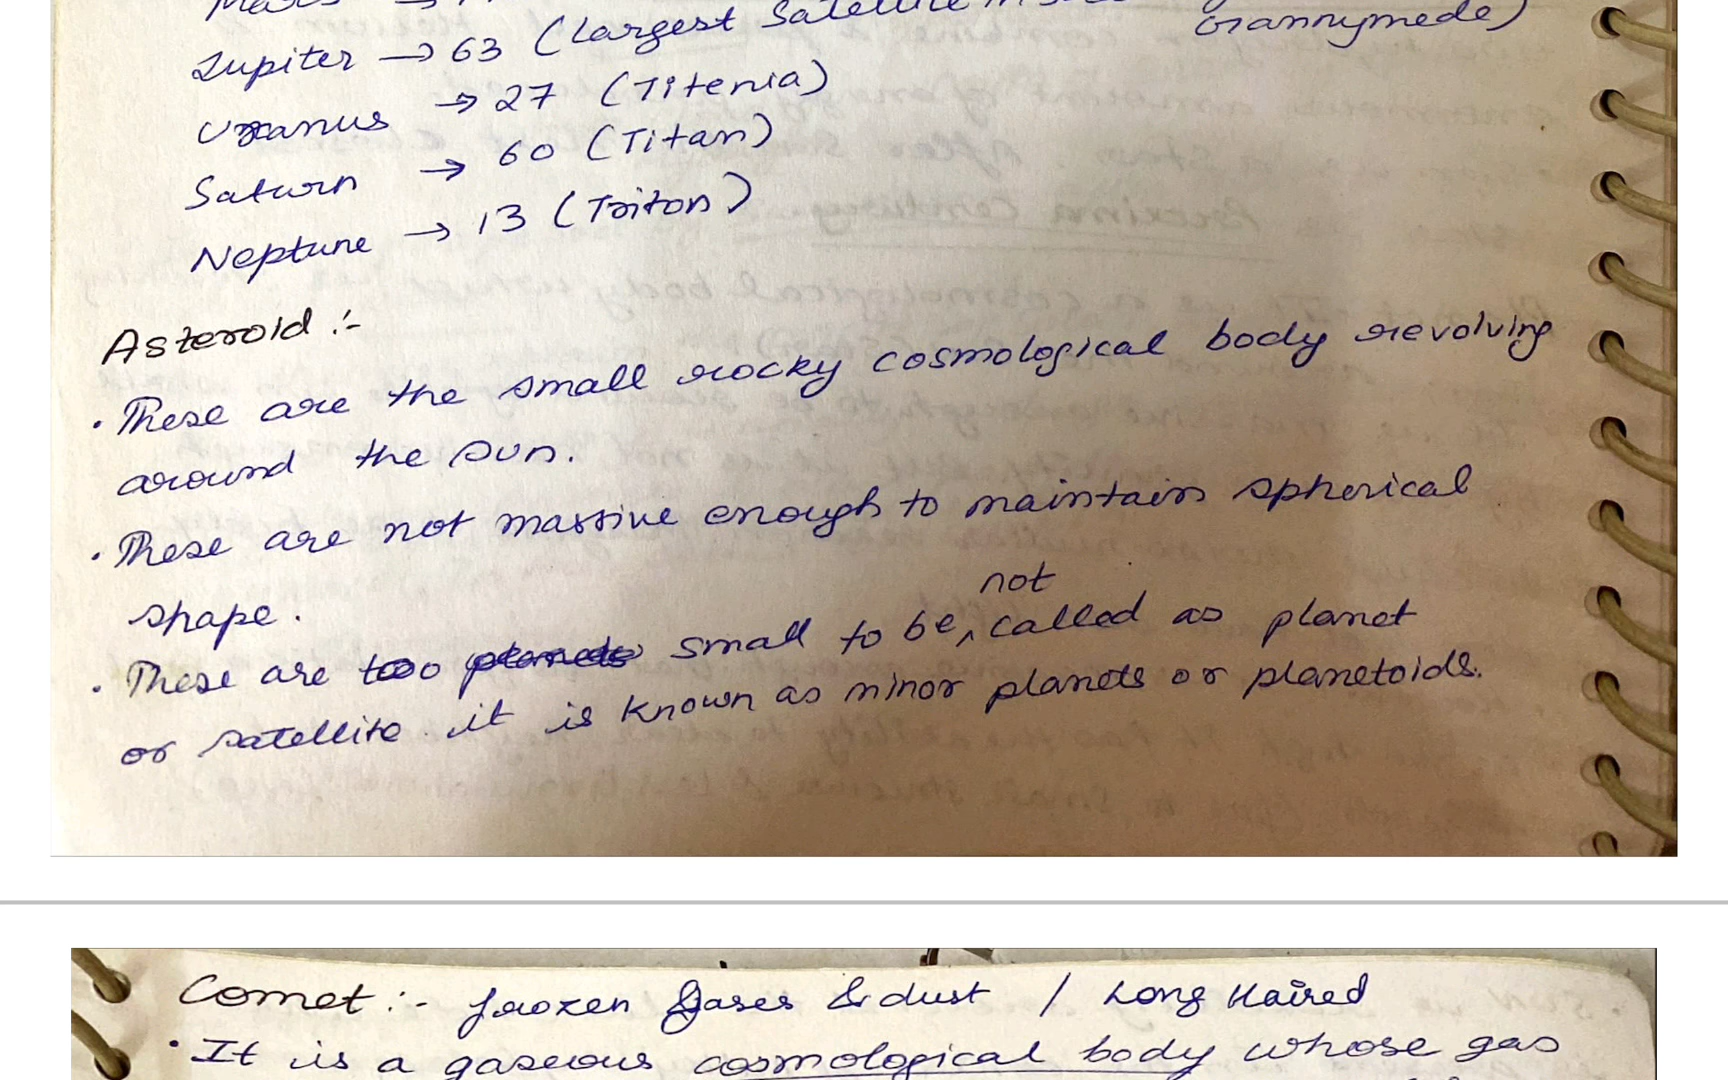 Jupiter → 63 (largest Satellite Grannymede)
Uranus → 27 (Titenia)
Saturn → 60 (Titan)
Neptune → 13 (Triton)
Asteroid :-
• These are the small rocky cosmological body revolving
around the sun.
• These are not massive enough to maintain spherical
shape.
not
• These are too planets small to be, called as planet
or satellite. it is known as minor planets or planetoids.
Comet :- frozen gases & dust / Long Haired
• It is a gaseous cosmological body whose gas